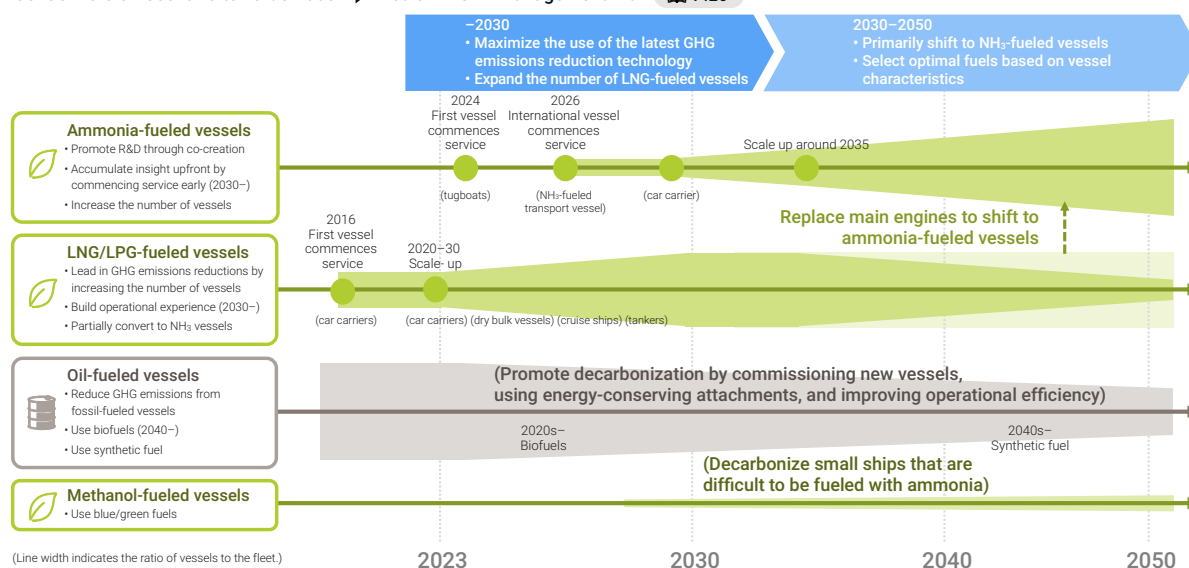 –2030
• Maximize the use of the latest GHG
emissions reduction technology
• Expand the number of LNG-fueled vessels
2030–2050
• Primarily shift to NH₃-fueled vessels
• Select optimal fuels based on vessel
characteristics
Ammonia-fueled vessels
• Promote R&D through co-creation
• Accumulate insight upfront by
commencing service early (2030–)
• Increase the number of vessels
2024
First vessel
commences
service
(tugboats)
2026
International vessel
commences
service
(NH₃-fueled
transport vessel)
(car carrier)
Scale up around 2035
Replace main engines to shift to
ammonia-fueled vessels
LNG/LPG-fueled vessels
• Lead in GHG emissions reductions by
increasing the number of vessels
• Build operational experience (2030–)
• Partially convert to NH₃ vessels
2016
First vessel
commences
service
(car carriers)
2020–30
Scale- up
(car carriers) (dry bulk vessels) (cruise ships) (tankers)
Oil-fueled vessels
• Reduce GHG emissions from
fossil-fueled vessels
• Use biofuels (2040–)
• Use synthetic fuel
(Promote decarbonization by commissioning new vessels,
using energy-conserving attachments, and improving operational efficiency)
2020s–
Biofuels
2040s–
Synthetic fuel
Methanol-fueled vessels
• Use blue/green fuels
(Decarbonize small ships that are
difficult to be fueled with ammonia)
(Line width indicates the ratio of vessels to the fleet.)
2023
2030
2040
2050